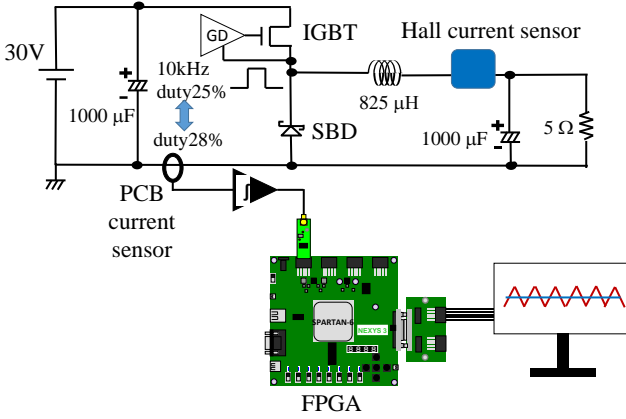 GD
IGBT
Hall current sensor
30V
10kHz
duty25%
825 μH
1000 μF
duty28%
SBD
1000 μF
5 Ω
PCB
current
sensor
SPARTAN-6
NEXYS 3
FPGA